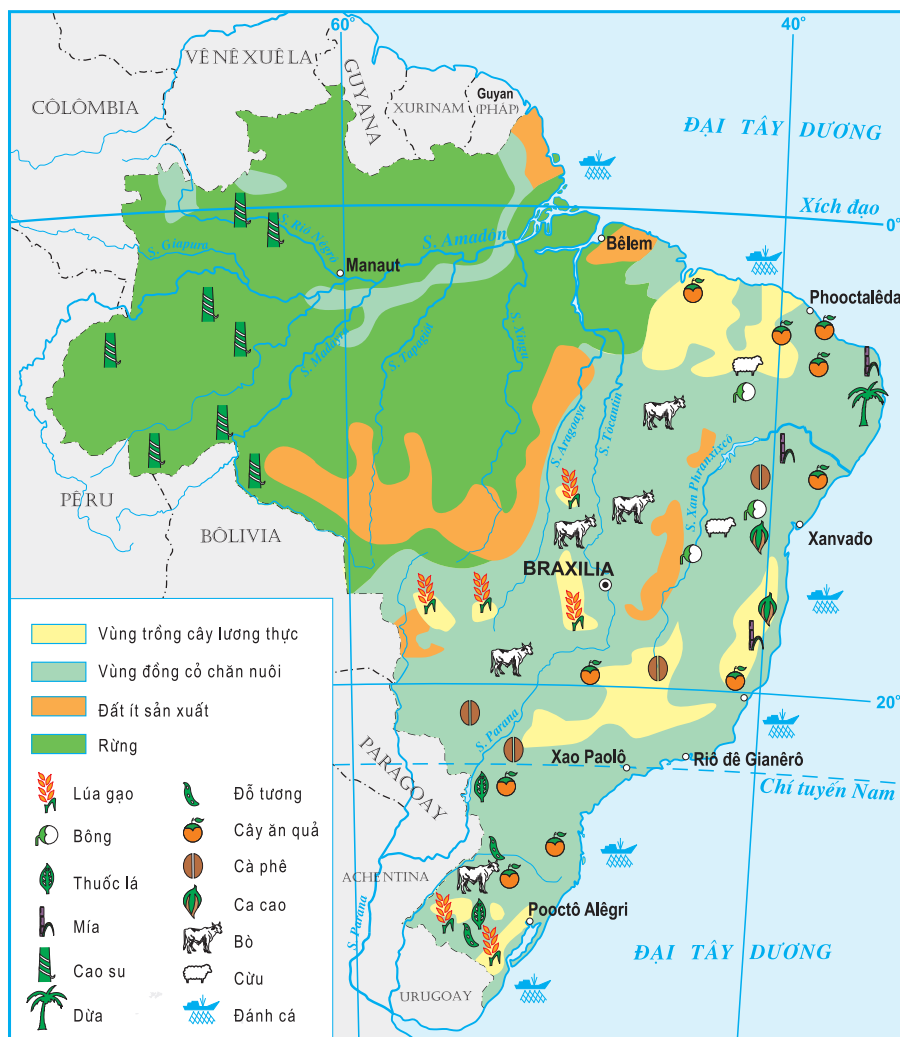 60°
40°
VÊ NÊ XUÊ LA
CÔLÔMBIA
GUYANA
XURINAM
Guyan
(PHÁP)
ĐẠI TÂY DƯƠNG
Xích đạo
0°
S. Riô Nêgrô
S. Giapura
S. Amadôn
Manaut
Bêlem
Phooctalêda
S. Mađâyra
S. Tapagiôt
S. Xingu
S. Aragoaya
S. Tôcantin
S. Xan Phranxixcô
PÊRU
BÔLIVIA
Xanvađo
BRAXILIA
20°
S. Parana
PARAGOAY
Xao Paolô
Riô đê Gianêrô
Chí tuyến Nam
ACHENTINA
S. Parana
Pooctô Alêgri
ĐẠI TÂY DƯƠNG
URUGOAY
Vùng trồng cây lương thực
Vùng đồng cỏ chăn nuôi
Đất ít sản xuất
Rừng
Lúa gạo
Bông
Thuốc lá
Mía
Cao su
Dừa
Đỗ tương
Cây ăn quả
Cà phê
Ca cao
Bò
Cừu
Đánh cá